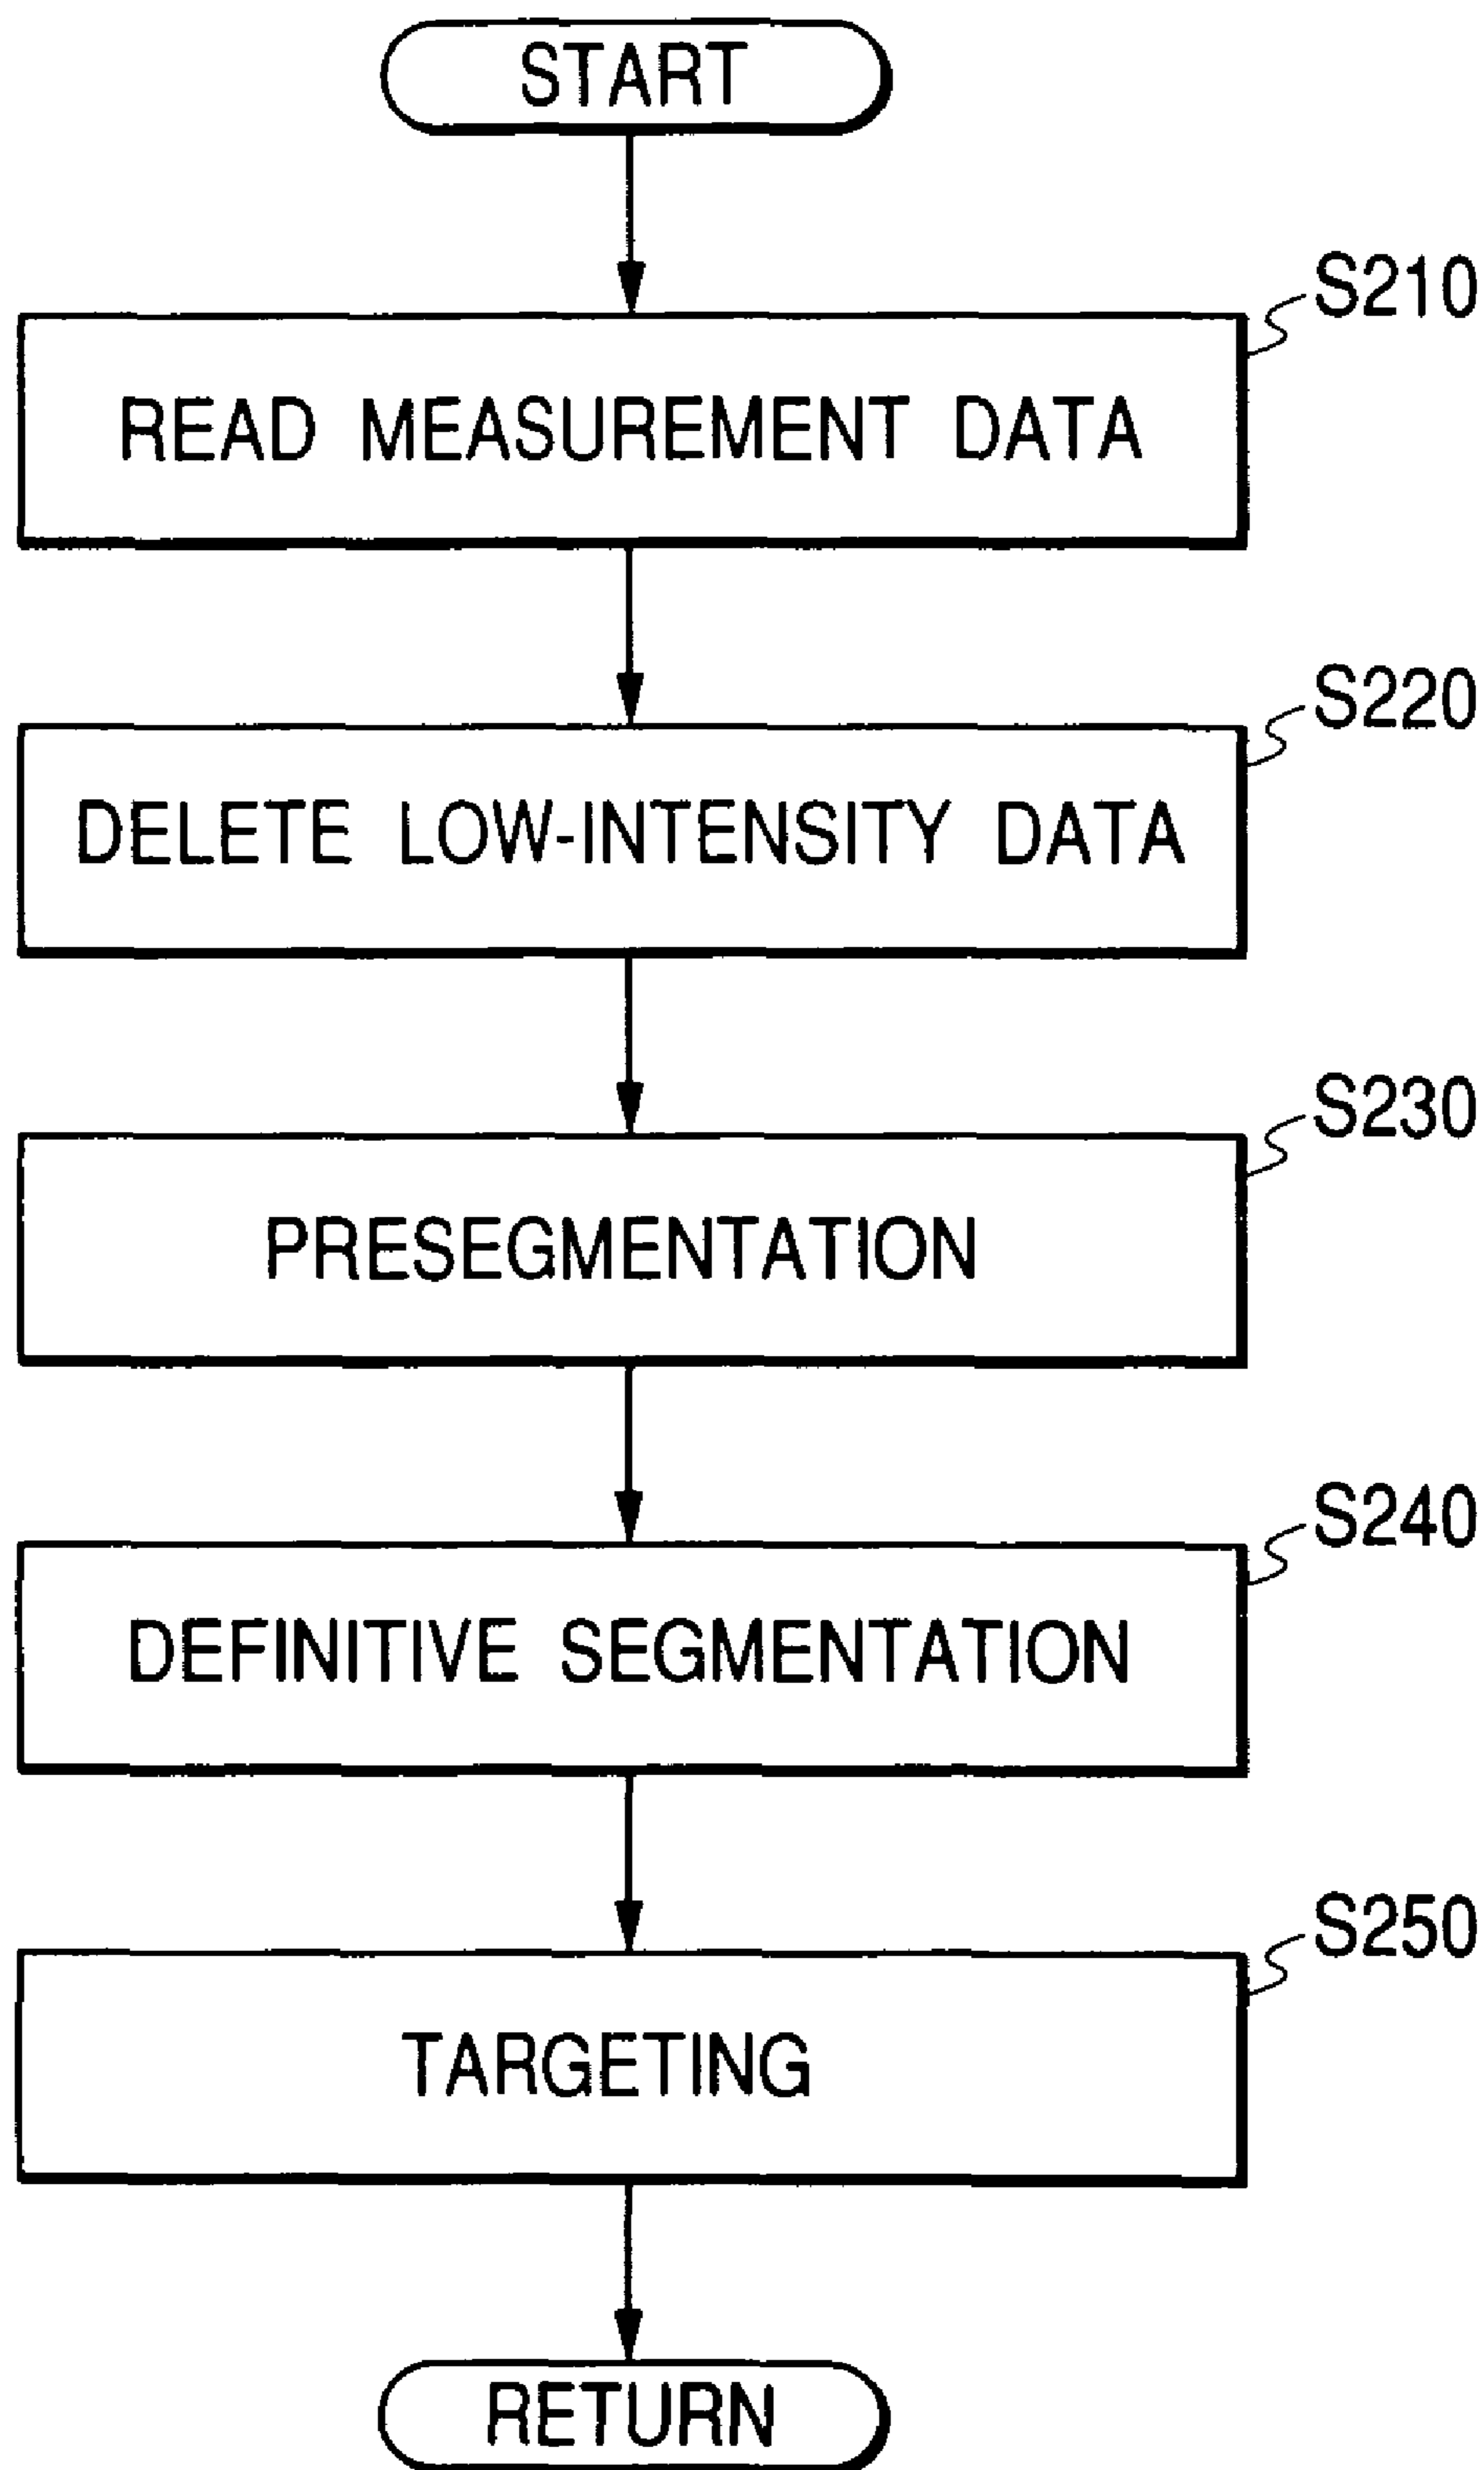 START
S210
READ MEASUREMENT DATA
S220
DELETE LOW-INTENSITY DATA
S230
PRESEGMENTATION
S240
DEFINITIVE SEGMENTATION
S250
TARGETING
RETURN